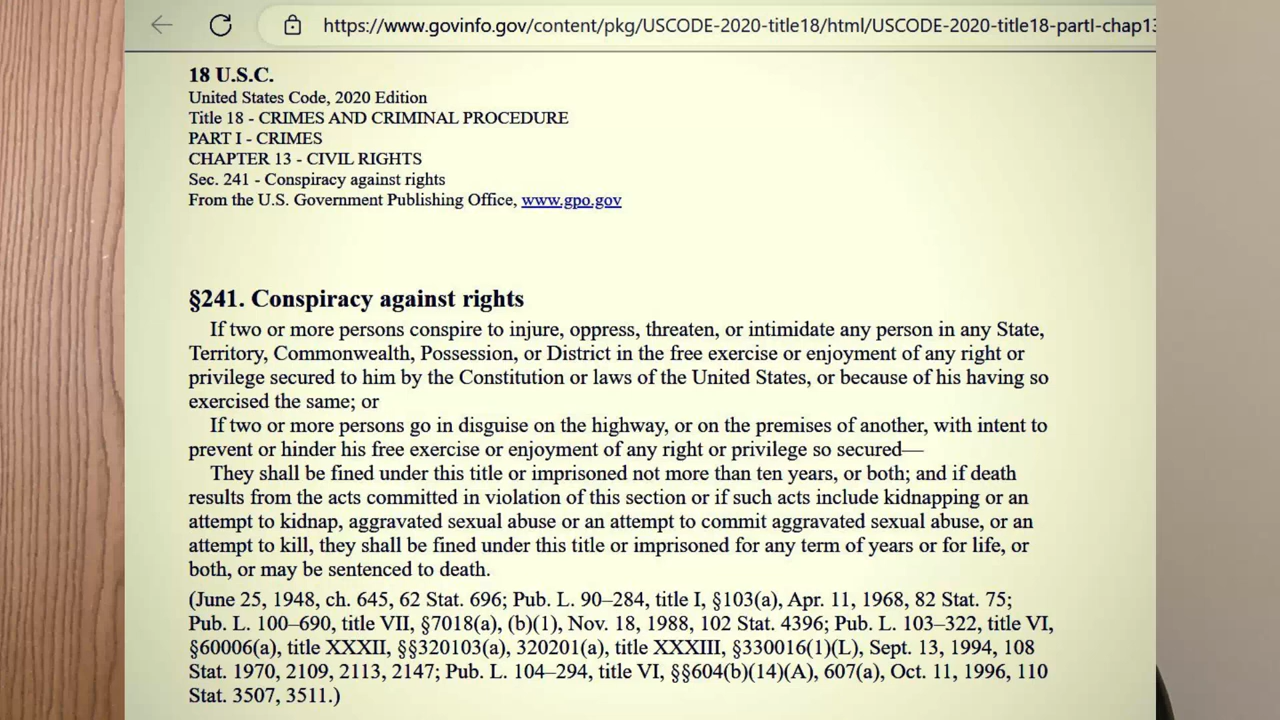 https://www.govinfo.gov/content/pkg/USCODE-2020-title18/html/USCODE-2020-title18-partI-chap13
18 U.S.C.
United States Code, 2020 Edition
Title 18 - CRIMES AND CRIMINAL PROCEDURE
PART I - CRIMES
CHAPTER 13 - CIVIL RIGHTS
Sec. 241 - Conspiracy against rights
From the U.S. Government Publishing Office, www.gpo.gov
§241. Conspiracy against rights
If two or more persons conspire to injure, oppress, threaten, or intimidate any person in any State,
Territory, Commonwealth, Possession, or District in the free exercise or enjoyment of any right or
privilege secured to him by the Constitution or laws of the United States, or because of his having so
exercised the same; or
If two or more persons go in disguise on the highway, or on the premises of another, with intent to
prevent or hinder his free exercise or enjoyment of any right or privilege so secured—
They shall be fined under this title or imprisoned not more than ten years, or both; and if death
results from the acts committed in violation of this section or if such acts include kidnapping or an
attempt to kidnap, aggravated sexual abuse or an attempt to commit aggravated sexual abuse, or an
attempt to kill, they shall be fined under this title or imprisoned for any term of years or for life, or
both, or may be sentenced to death.
(June 25, 1948, ch. 645, 62 Stat. 696; Pub. L. 90–284, title I, §103(a), Apr. 11, 1968, 82 Stat. 75;
Pub. L. 100–690, title VII, §7018(a), (b)(1), Nov. 18, 1988, 102 Stat. 4396; Pub. L. 103–322, title VI,
§60006(a), title XXXII, §§320103(a), 320201(a), title XXXIII, §330016(1)(L), Sept. 13, 1994, 108
Stat. 1970, 2109, 2113, 2147; Pub. L. 104–294, title VI, §§604(b)(14)(A), 607(a), Oct. 11, 1996, 110
Stat. 3507, 3511.)